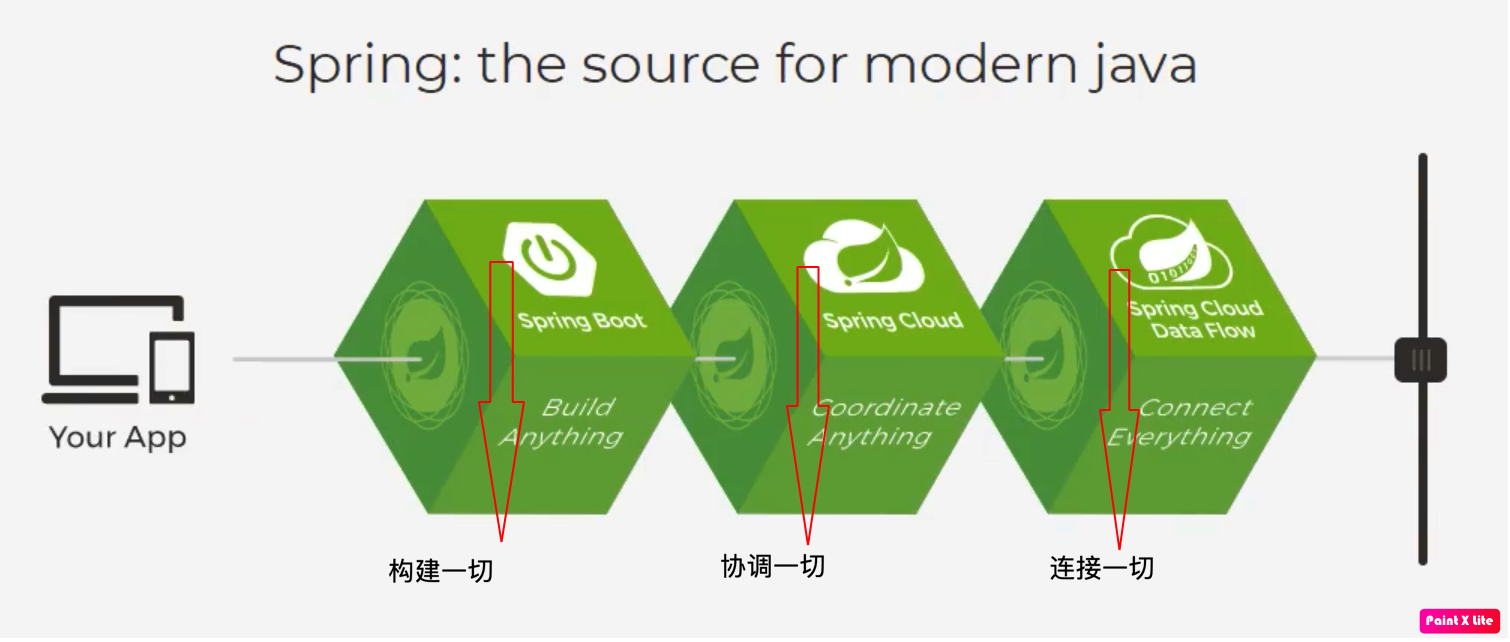 Spring: the source for modern java
Your App
Spring Boot
Build
Anything
Spring Cloud
Coordinate
Anything
Spring Cloud
Data Flow
Connect
Everything
构建一切
协调一切
连接一切
Paint X Lite